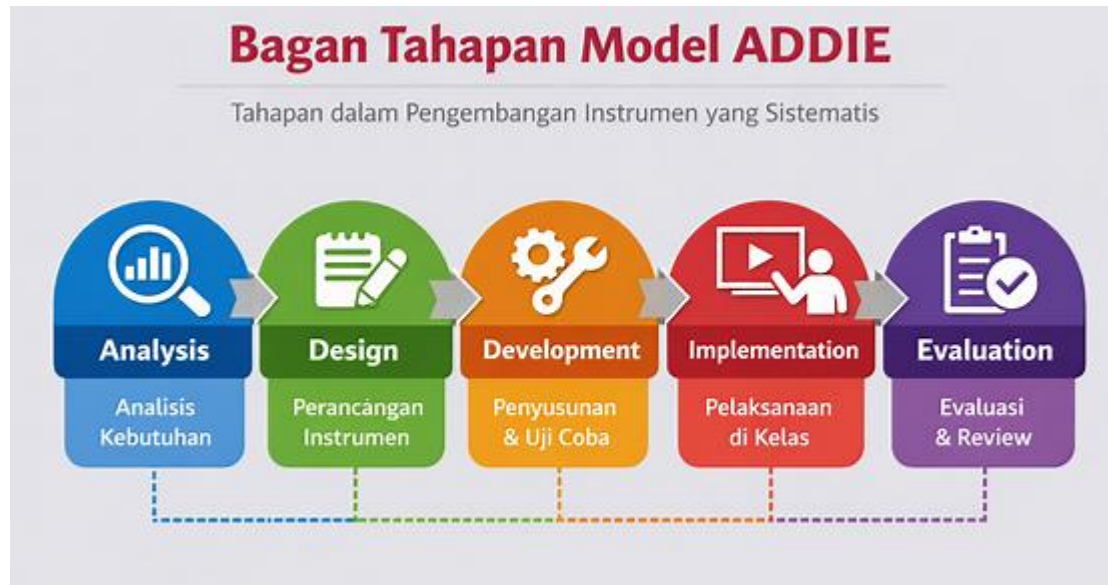 Bagan Tahapan Model ADDIE
Tahapan dalam Pengembangan Instrumen yang Sistematis
Analysis
Analisis
Kebutuhan
Design
Perancangan
Instrumen
Development
Penyusunan
& Uji Coba
Implementation
Pelaksanaan
di Kelas
Evaluation
Evaluasi
& Review